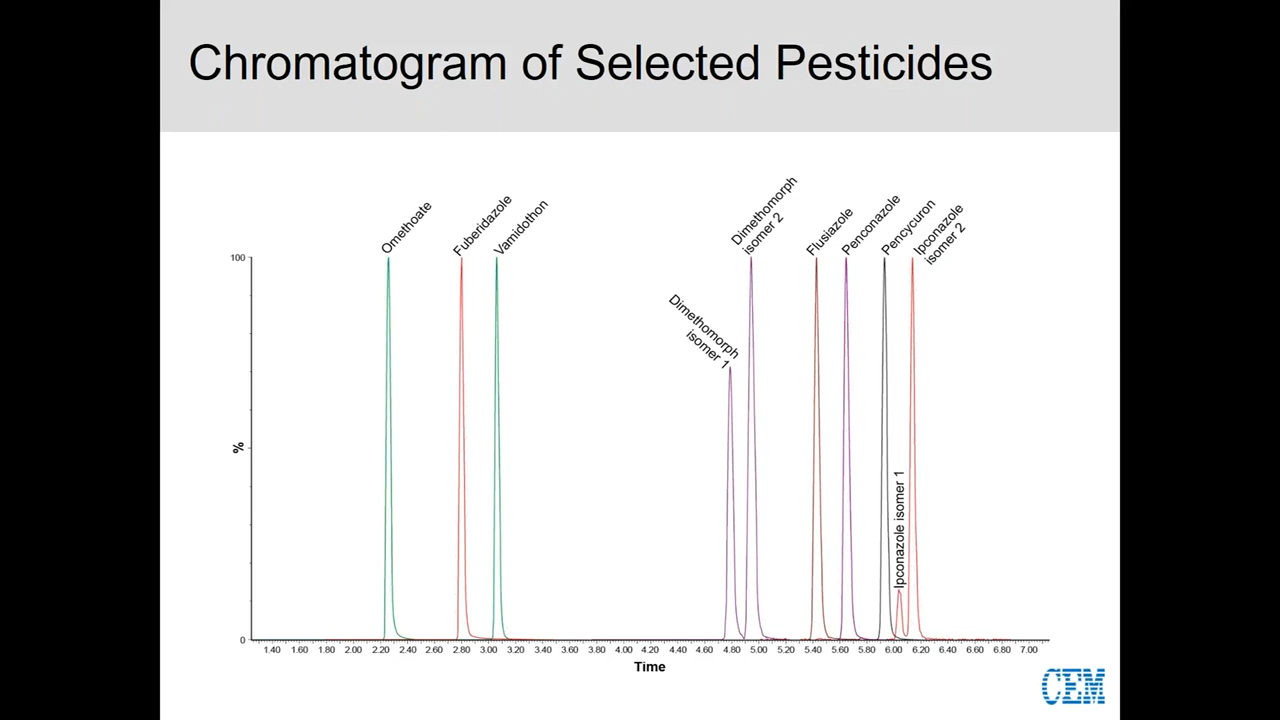 Chromatogram of Selected Pesticides
Omethoate
Fuberidazole
Vamidothon
Dimethomorph
isomer 1
Dimethomorph
isomer 2
Flusiazole
Penconazole
Pencycuron
Ipconazole isomer 1
Ipconazole
isomer 2
100
%
0
1.40 1.60 1.80 2.00 2.20 2.40 2.60 2.80 3.00 3.20 3.40 3.60 3.80 4.00 4.20 4.40 4.60 4.80 5.00 5.20 5.40 5.60 5.80 6.00 6.20 6.40 6.60 6.80 7.00
Time
CEM